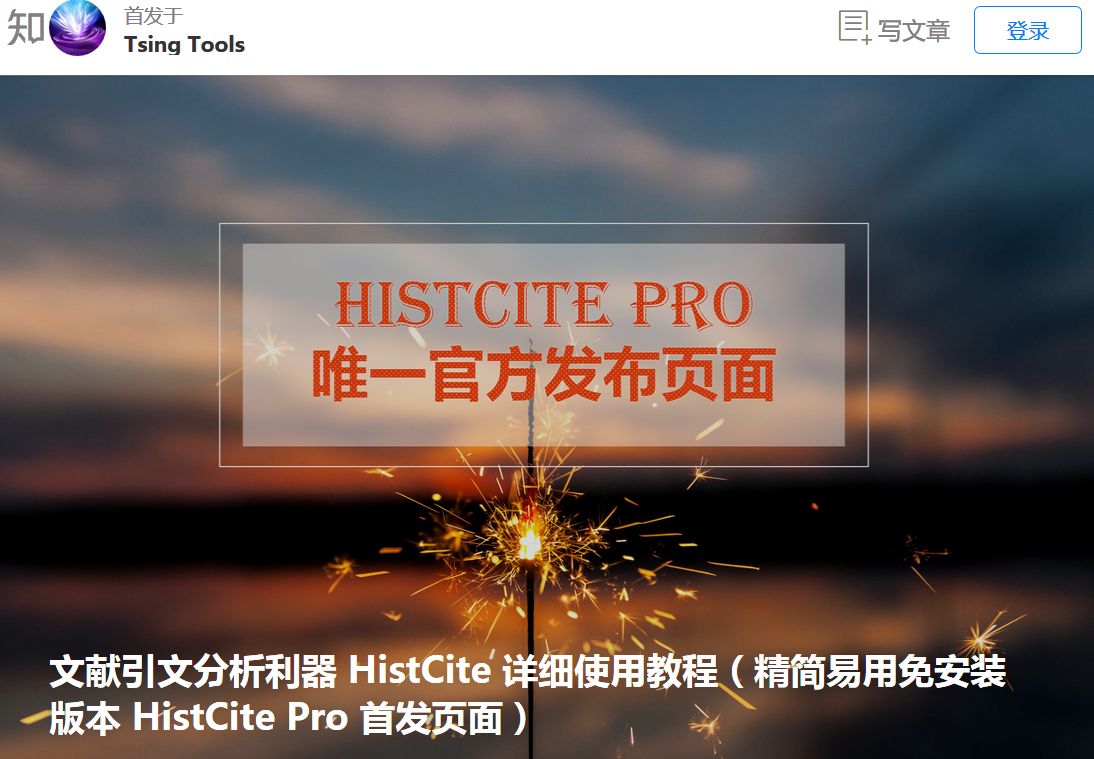 知
首发于
Tsing Tools
写文章
登录
HISTCITE PRO
唯一官方发布页面
文献引文分析利器 HistCite 详细使用教程（精简易用免安装
版本 HistCite Pro 首发页面）